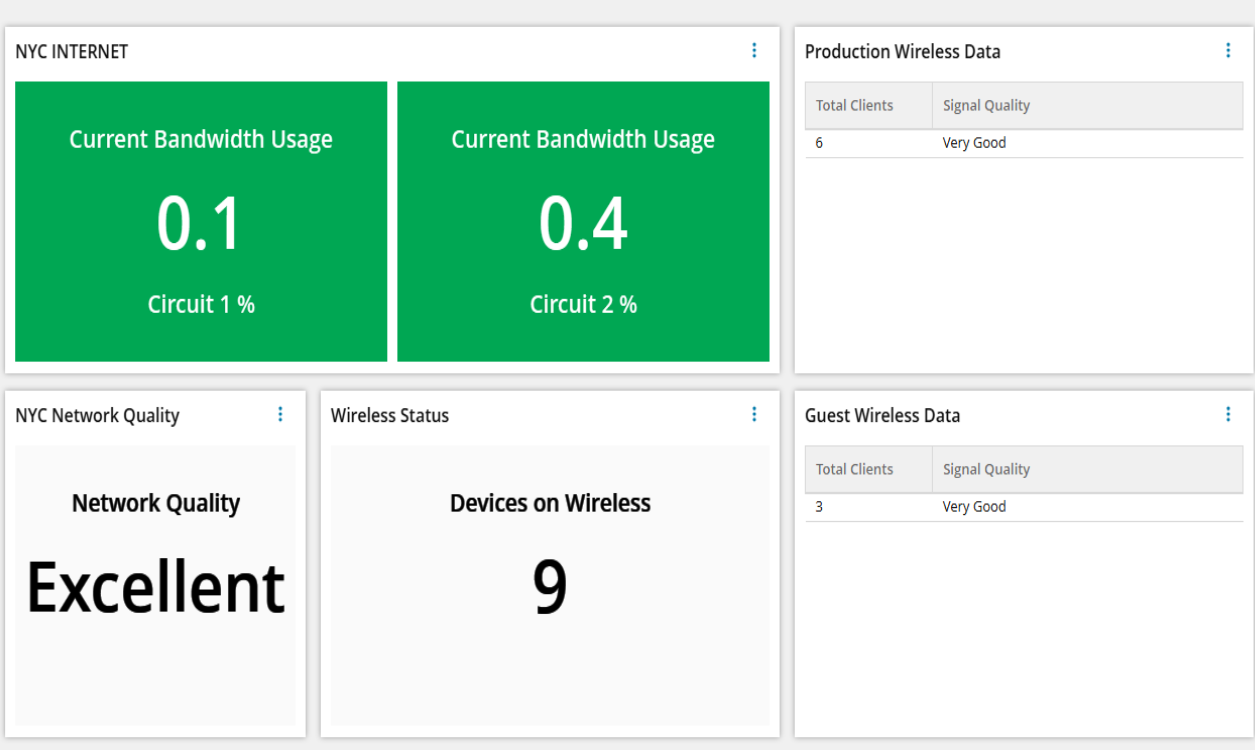 NYC INTERNET
Current Bandwidth Usage
0.1
Circuit 1 %
Current Bandwidth Usage
0.4
Circuit 2 %
Production Wireless Data
Total Clients Signal Quality
6 Very Good
NYC Network Quality
Network Quality
Excellent
Wireless Status
Devices on Wireless
9
Guest Wireless Data
Total Clients Signal Quality
3 Very Good